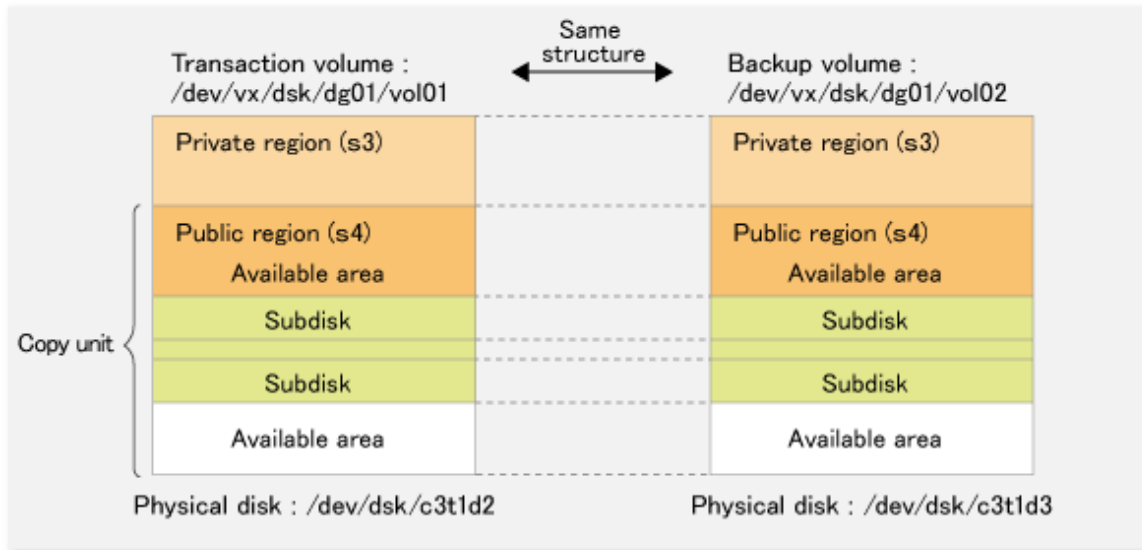 Same
structure
Transaction volume :
/dev/vx/dsk/dg01/vol01
Backup volume :
/dev/vx/dsk/dg01/vol02
Private region (s3)
Private region (s3)
Public region (s4)
Available area
Public region (s4)
Available area
Copy unit
Subdisk
Subdisk
Subdisk
Subdisk
Available area
Available area
Physical disk : /dev/dsk/c3t1d2
Physical disk : /dev/dsk/c3t1d3